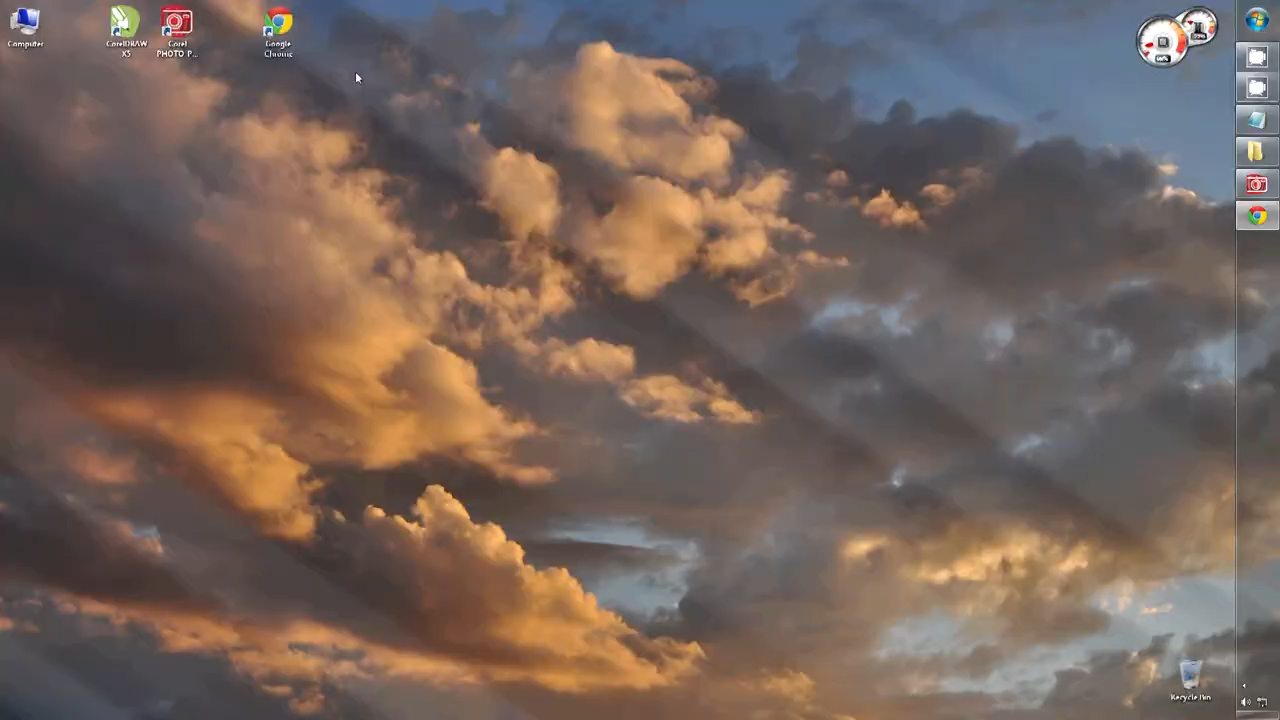 Computer
CorelDRAW
X5
Corel
PHOTO P...
Google
Chrome
Recycle Bin